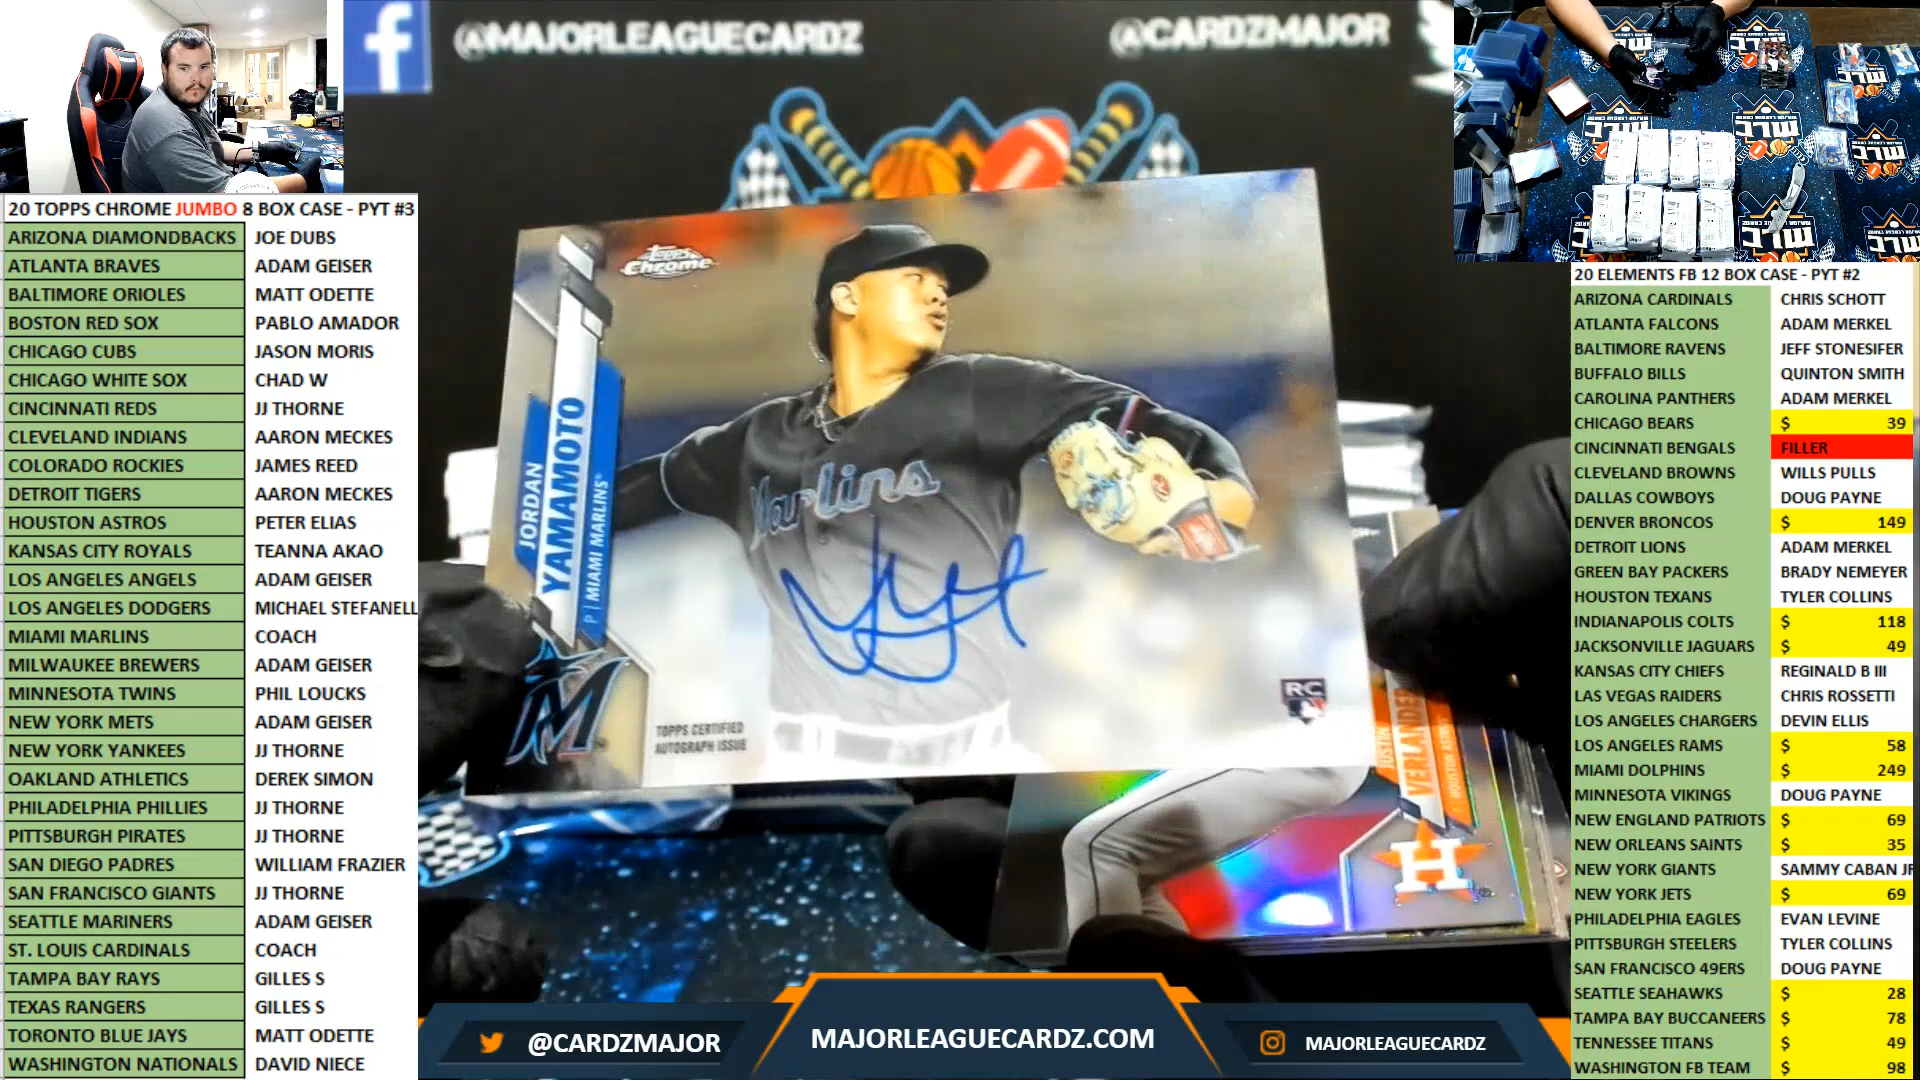 @MAJORLEAGUECARDZ
@CARDZMAJOR
20 TOPPS CHROME JUMBO 8 BOX CASE - PYT #3
ARIZONA DIAMONDBACKS JOE DUBS
ATLANTA BRAVES ADAM GEISER
BALTIMORE ORIOLES MATT ODETTE
BOSTON RED SOX PABLO AMADOR
CHICAGO CUBS JASON MORIS
CHICAGO WHITE SOX CHAD W
CINCINNATI REDS JJ THORNE
CLEVELAND INDIANS AARON MECKES
COLORADO ROCKIES JAMES REED
DETROIT TIGERS AARON MECKES
HOUSTON ASTROS PETER ELIAS
KANSAS CITY ROYALS TEANNA AKAO
LOS ANGELES ANGELS ADAM GEISER
LOS ANGELES DODGERS MICHAEL STEFANELL
MIAMI MARLINS COACH
MILWAUKEE BREWERS ADAM GEISER
MINNESOTA TWINS PHIL LOUCKS
NEW YORK METS ADAM GEISER
NEW YORK YANKEES JJ THORNE
OAKLAND ATHLETICS DEREK SIMON
PHILADELPHIA PHILLIES JJ THORNE
PITTSBURGH PIRATES JJ THORNE
SAN DIEGO PADRES WILLIAM FRAZIER
SAN FRANCISCO GIANTS JJ THORNE
SEATTLE MARINERS ADAM GEISER
ST. LOUIS CARDINALS COACH
TAMPA BAY RAYS GILLES S
TEXAS RANGERS GILLES S
TORONTO BLUE JAYS MATT ODETTE
WASHINGTON NATIONALS DAVID NIECE
Topps
Chrome
JORDAN
YAMAMOTO
P | MIAMI MARLINS
Marlins
M
TOPPS CERTIFIED
AUTOGRAPH ISSUE
RC
JUSTIN
VERLANDER
HOUSTON ASTROS
H
20 ELEMENTS FB 12 BOX CASE - PYT #2
ARIZONA CARDINALS CHRIS SCHOTT
ATLANTA FALCONS ADAM MERKEL
BALTIMORE RAVENS JEFF STONESIFER
BUFFALO BILLS QUINTON SMITH
CAROLINA PANTHERS ADAM MERKEL
CHICAGO BEARS $ 39
CINCINNATI BENGALS FILLER
CLEVELAND BROWNS WILLS PULLS
DALLAS COWBOYS DOUG PAYNE
DENVER BRONCOS $ 149
DETROIT LIONS ADAM MERKEL
GREEN BAY PACKERS BRADY NEMEYER
HOUSTON TEXANS TYLER COLLINS
INDIANAPOLIS COLTS $ 118
JACKSONVILLE JAGUARS $ 49
KANSAS CITY CHIEFS REGINALD B III
LAS VEGAS RAIDERS CHRIS ROSSETTI
LOS ANGELES CHARGERS DEVIN ELLIS
LOS ANGELES RAMS $ 58
MIAMI DOLPHINS $ 249
MINNESOTA VIKINGS DOUG PAYNE
NEW ENGLAND PATRIOTS $ 69
NEW ORLEANS SAINTS $ 35
NEW YORK GIANTS SAMMY CABAN JR
NEW YORK JETS $ 69
PHILADELPHIA EAGLES EVAN LEVINE
PITTSBURGH STEELERS TYLER COLLINS
SAN FRANCISCO 49ERS DOUG PAYNE
SEATTLE SEAHAWKS $ 28
TAMPA BAY BUCCANEERS $ 78
TENNESSEE TITANS $ 49
WASHINGTON FB TEAM $ 98
@CARDZMAJOR
MAJORLEAGUECARDZ.COM
MAJORLEAGUECARDZ